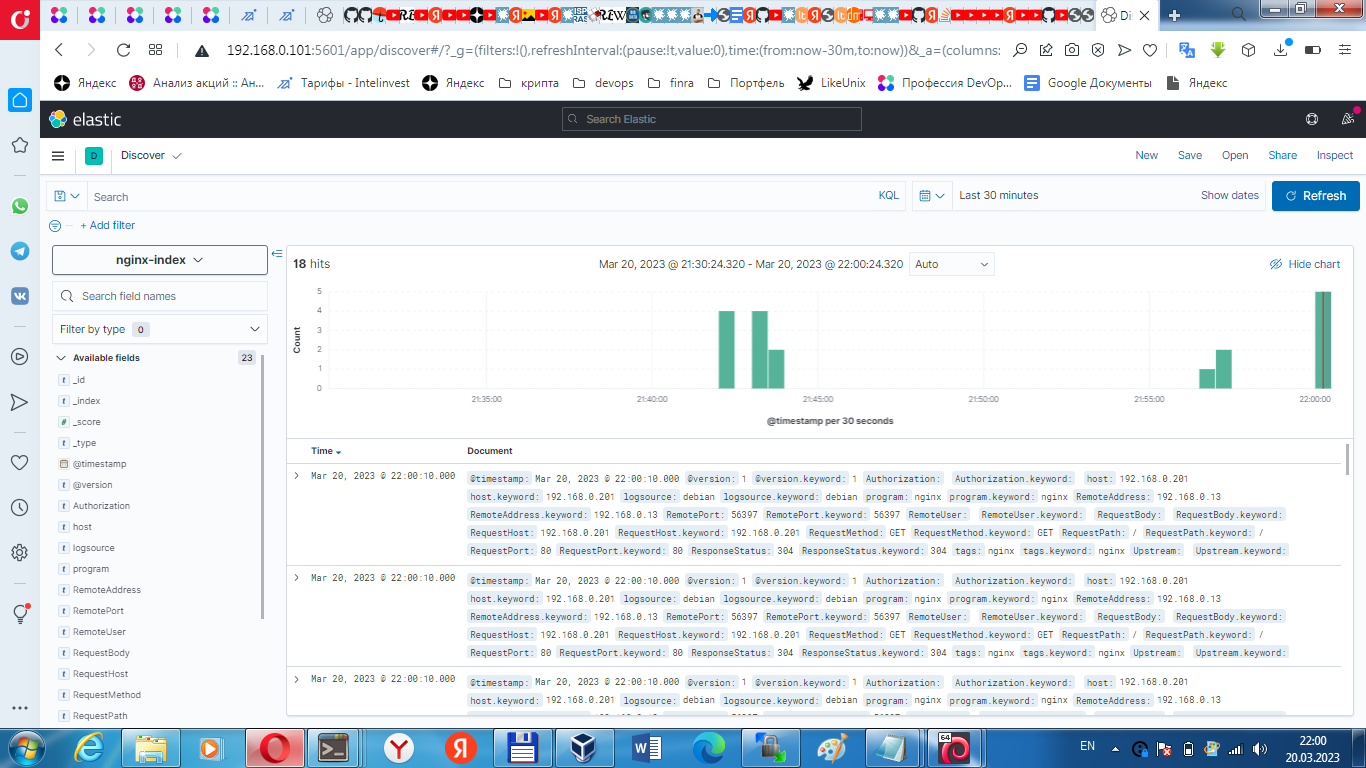 Di
192.168.0.101:5601/app/discover#/?_g=(filters:!(),refreshInterval:(pause:!t,value:0),time:(from:now-30m,to:now))&_a=(columns:
Яндекс Анализ акций :: Ан... Тарифы - Intelinvest Яндекс крипта devops finra Портфель LikeUnix Профессия DevOp... Google Документы Яндекс
elastic Search Elastic
D Discover New Save Open Share Inspect
Search KQL Last 30 minutes Show dates Refresh
+ Add filter
nginx-index
Search field names
Filter by type 0
Available fields 23
_id
_index
_score
_type
@timestamp
@version
Authorization
host
logsource
program
RemoteAddress
RemotePort
RemoteUser
RequestBody
RequestHost
RequestMethod
RequestPath
18 hits Mar 20, 2023 @ 21:30:24.320 - Mar 20, 2023 @ 22:00:24.320 Auto Hide chart
5
4
3
2
1
0
Count
21:35:00 21:40:00 21:45:00 21:50:00 21:55:00 22:00:00
@timestamp per 30 seconds
Time Document
Mar 20, 2023 @ 22:00:10.000 @timestamp: Mar 20, 2023 @ 22:00:10.000 @version: 1 @version.keyword: 1 Authorization: Authorization.keyword: host: 192.168.0.201
host.keyword: 192.168.0.201 logsource: debian logsource.keyword: debian program: nginx program.keyword: nginx RemoteAddress: 192.168.0.13
RemoteAddress.keyword: 192.168.0.13 RemotePort: 56397 RemotePort.keyword: 56397 RemoteUser: RemoteUser.keyword: RequestBody: RequestBody.keyword:
RequestHost: 192.168.0.201 RequestHost.keyword: 192.168.0.201 RequestMethod: GET RequestMethod.keyword: GET RequestPath: / RequestPath.keyword: /
RequestPort: 80 RequestPort.keyword: 80 ResponseStatus: 304 ResponseStatus.keyword: 304 tags: nginx tags.keyword: nginx Upstream: Upstream.keyword:
Mar 20, 2023 @ 22:00:10.000 @timestamp: Mar 20, 2023 @ 22:00:10.000 @version: 1 @version.keyword: 1 Authorization: Authorization.keyword: host: 192.168.0.201
host.keyword: 192.168.0.201 logsource: debian logsource.keyword: debian program: nginx program.keyword: nginx RemoteAddress: 192.168.0.13
RemoteAddress.keyword: 192.168.0.13 RemotePort: 56397 RemotePort.keyword: 56397 RemoteUser: RemoteUser.keyword: RequestBody: RequestBody.keyword:
RequestHost: 192.168.0.201 RequestHost.keyword: 192.168.0.201 RequestMethod: GET RequestMethod.keyword: GET RequestPath: / RequestPath.keyword: /
RequestPort: 80 RequestPort.keyword: 80 ResponseStatus: 304 ResponseStatus.keyword: 304 tags: nginx tags.keyword: nginx Upstream: Upstream.keyword:
Mar 20, 2023 @ 22:00:10.000 @timestamp: Mar 20, 2023 @ 22:00:10.000 @version: 1 @version.keyword: 1 Authorization: Authorization.keyword: host: 192.168.0.201
host.keyword: 192.168.0.201 logsource: debian logsource.keyword: debian program: nginx program.keyword: nginx RemoteAddress: 192.168.0.13
64
EN
22:00
20.03.2023